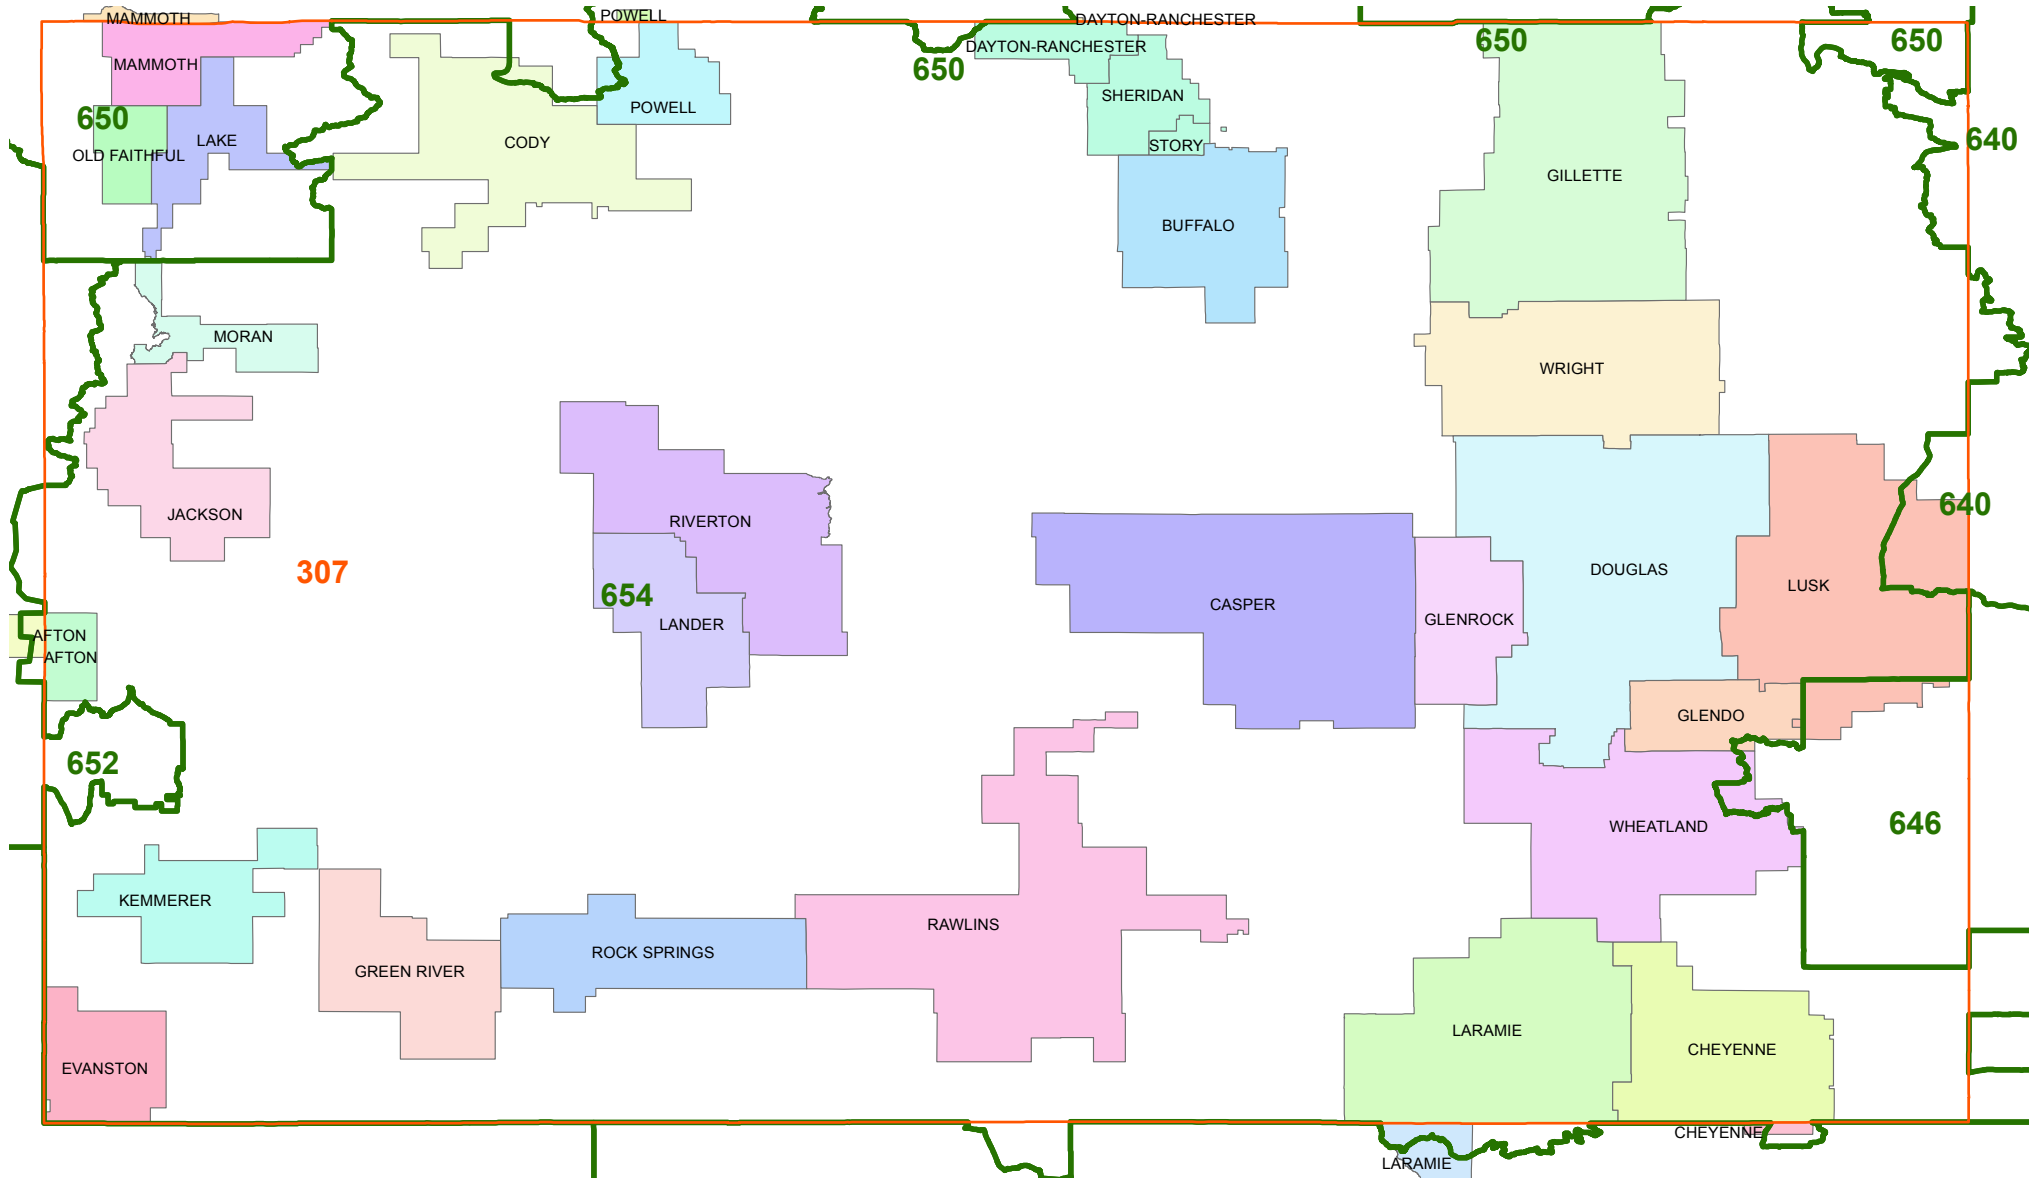 MAMMOTH
POWELL
DAYTON-RANCHESTER
650
650
DAYTON-RANCHESTER
MAMMOTH
650
SHERIDAN
POWELL
650
640
LAKE
CODY
STORY
OLD FAITHFUL
GILLETTE
BUFFALO
MORAN
WRIGHT
640
JACKSON
RIVERTON
307
DOUGLAS
LUSK
654
CASPER
GLENROCK
LANDER
AFTON
AFTON
GLENDO
652
646
WHEATLAND
KEMMERER
RAWLINS
ROCK SPRINGS
GREEN RIVER
LARAMIE
CHEYENNE
EVANSTON
CHEYENNE
LARAMIE